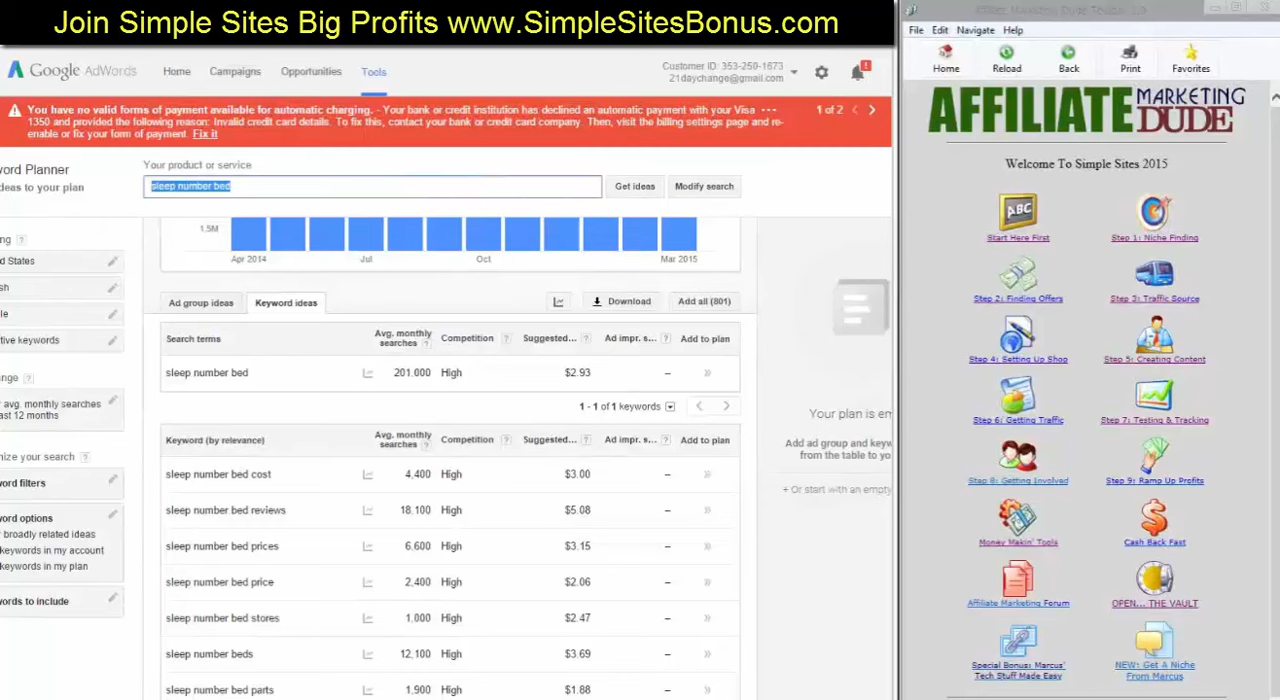 Join Simple Sites Big Profits www.SimpleSitesBonus.com
Google AdWords
Home Campaigns Opportunities Tools
Customer ID: 353-250-1673
21daychange@gmail.com
You have no valid forms of payment available for automatic charging. - Your bank or credit institution has declined an automatic payment with your Visa ••• 1350 and provided the following reason: Invalid credit card details. To fix this, contact your bank or credit card company. Then, visit the billing settings page and re-enable or fix your form of payment. Fix it
1 of 2
ord Planner
deas to your plan
Your product or service
sleep number bed
Get ideas
Modify search
ng ?
d States
sh
le
tive keywords
nge ?
r avg. monthly searches
ast 12 months
mize your search ?
ord filters
ord options
broadly related ideas
keywords in my account
keywords in my plan
ords to include
1.5M
Apr 2014 Jul Oct Mar 2015
Ad group ideas Keyword ideas
Download
Add all (801)
Search terms Avg. monthly searches ? Competition ? Suggested... ? Ad impr. s... ? Add to plan
sleep number bed 201,000 High $2.93 – »
1 - 1 of 1 keywords
Keyword (by relevance) Avg. monthly searches ? Competition ? Suggested... ? Ad impr. s... ? Add to plan
sleep number bed cost 4,400 High $3.00 – »
sleep number bed reviews 18,100 High $5.08 – »
sleep number bed prices 6,600 High $3.15 – »
sleep number bed price 2,400 High $2.06 – »
sleep number bed stores 1,000 High $2.47 – »
sleep number beds 12,100 High $3.69 – »
sleep number bed parts 1,900 High $1.88 – »
Your plan is em
Add ad group and keyw
from the table to yo
+ Or start with an empty
File Edit Navigate Help
Home Reload Back Print Favorites
AFFILIATE MARKETING DUDE
Welcome To Simple Sites 2015
ABC
Start Here First
Step 1: Niche Finding
Step 2: Finding Offers
Step 3: Traffic Source
Step 4: Setting Up Shop
Step 5: Creating Content
Step 6: Getting Traffic
Step 7: Testing & Tracking
Step 8: Getting Involved
Step 9: Ramp Up Profits
Money Makin' Tools
Cash Back Fast
Affiliate Marketing Forum
OPEN... THE VAULT
Special Bonus: Marcus'
Tech Stuff Made Easy
NEW: Get A Niche
From Marcus